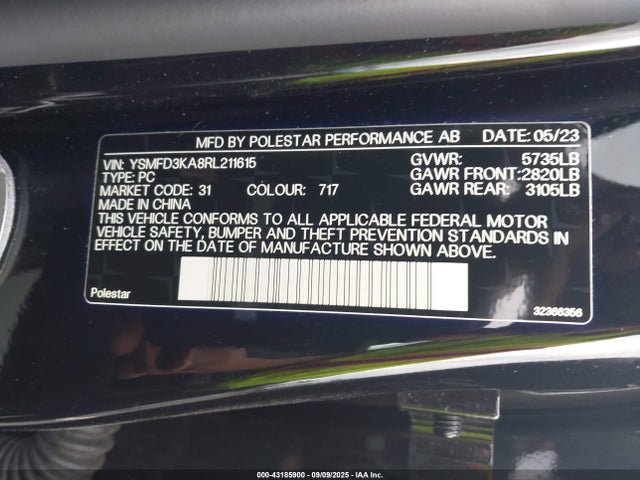 MFD BY POLESTAR PERFORMANCE AB DATE: 05/23
VIN: YSMFD3KA8RL211615 GVWR: 5735LB
TYPE: PC GAWR FRONT:2820LB
MARKET CODE: 31 COLOUR: 717 GAWR REAR: 3105LB
MADE IN CHINA
THIS VEHICLE CONFORMS TO ALL APPLICABLE FEDERAL MOTOR
VEHICLE SAFETY, BUMPER AND THEFT PREVENTION STANDARDS IN
EFFECT ON THE DATE OF MANUFACTURE SHOWN ABOVE.
Polestar 32366356
000-43185900 - 09/09/2025 - IAA Inc.